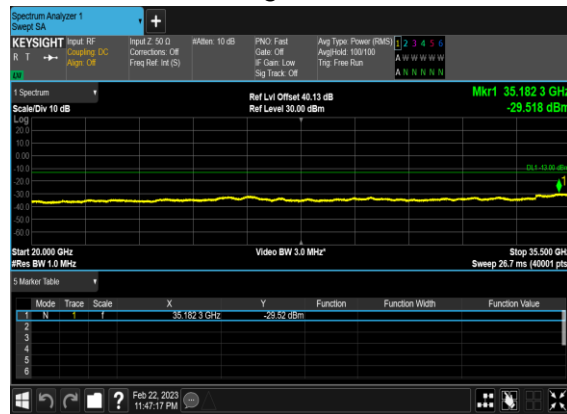 Spectrum Analyzer 1
Swept SA
KEYSIGHT Input: RF Input Z: 50 Ω #Atten: 10 dB PNO: Fast Avg Type: Power (RMS) 1 2 3 4 5 6
R T Coupling: DC Corrections: Off Gate: Off Avg|Hold: 100/100 A W W W W W
Align: Off Freq Ref: Int (S) IF Gain: Low Trig: Free Run
Sig Track: Off A N N N N N
1 Spectrum Ref Lvl Offset 40.13 dB Mkr1 35.182 3 GHz
Scale/Div 10 dB Ref Level 30.00 dBm -29.518 dBm
Log
20.0
10.0
0.00
-10.0 DL1 -13.00 dBm
-20.0 1
-30.0
-40.0
-50.0
-60.0
Start 20.000 GHz Video BW 3.0 MHz* Stop 35.500 GHz
#Res BW 1.0 MHz Sweep 26.7 ms (40001 pts)
5 Marker Table
Mode Trace Scale X Y Function Function Width Function Value
1 N 1 f 35.182 3 GHz -29.52 dBm
2
3
4
5
6
? Feb 22, 2023
11:47:17 PM